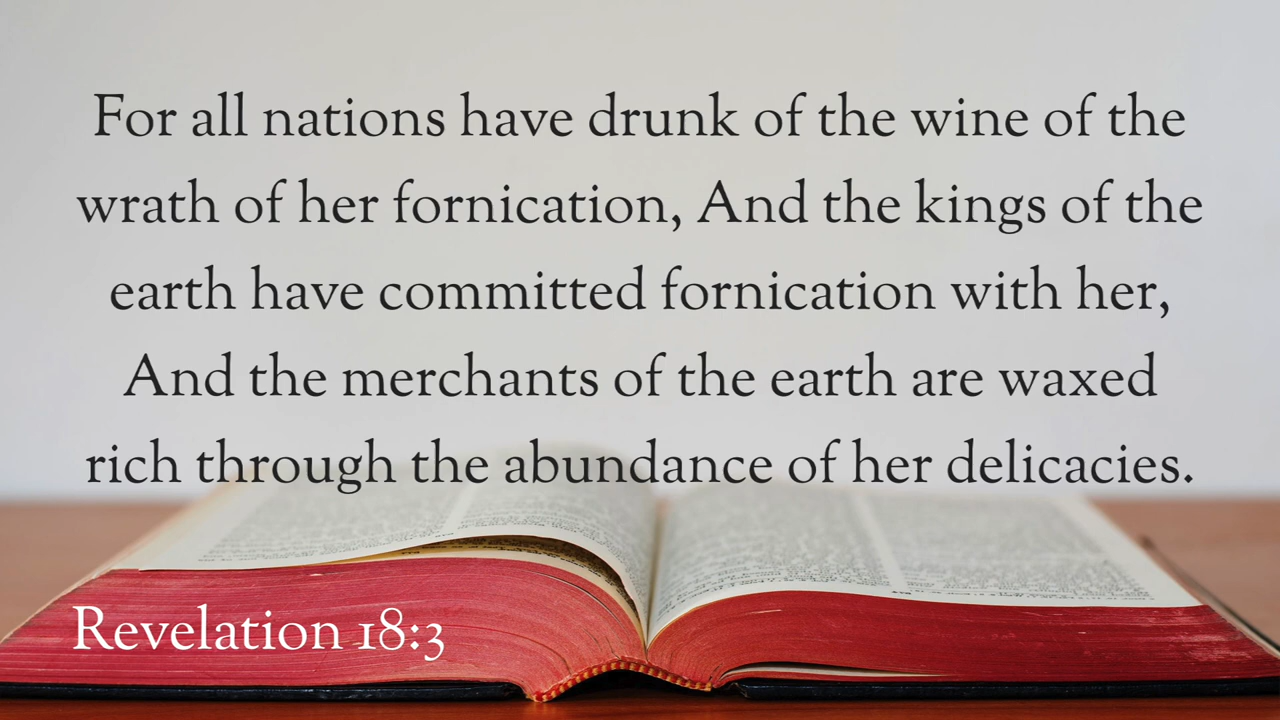 For all nations have drunk of the wine of the
wrath of her fornication, And the kings of the
earth have committed fornication with her,
And the merchants of the earth are waxed
rich through the abundance of her delicacies.
Revelation 18:3